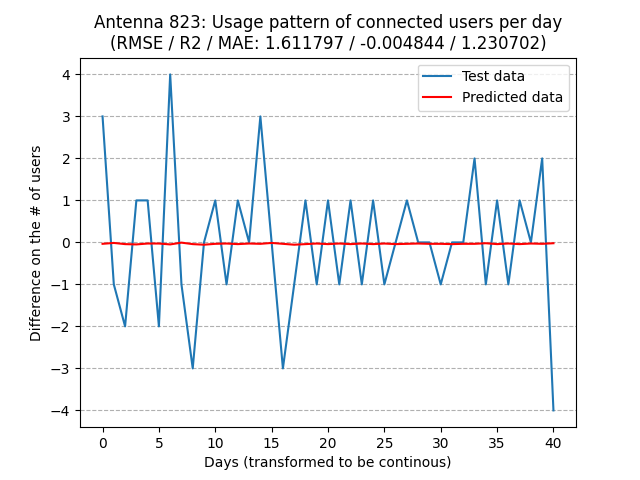 Antenna 823: Usage pattern of connected users per day
(RMSE / R2 / MAE: 1.611797 / -0.004844 / 1.230702)
Test data
Predicted data
Difference on the # of users
4
3
2
1
0
−1
−2
−3
−4
0 5 10 15 20 25 30 35 40
Days (transformed to be continous)